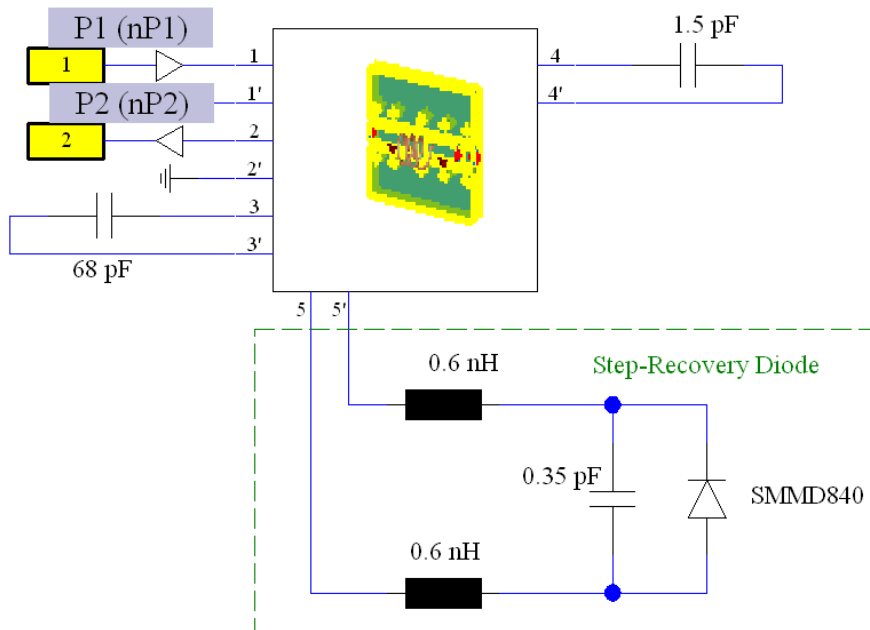 P1 (nP1)
1
1
1'
P2 (nP2)
2
2
2'
3
3'
68 pF
4
4'
1.5 pF
5
5'
Step-Recovery Diode
0.6 nH
0.35 pF
SMMD840
0.6 nH